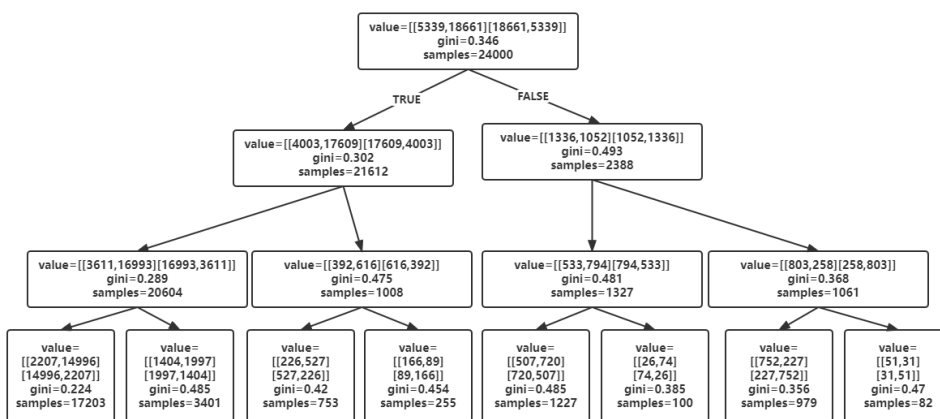 value=[[5339,18661][18661,5339]]
gini=0.346
samples=24000
TRUE
FALSE
value=[[4003,17609][17609,4003]]
gini=0.302
samples=21612
value=[[1336,1052][1052,1336]]
gini=0.493
samples=2388
value=[[3611,16993][16993,3611]]
gini=0.289
samples=20604
value=[[392,616][616,392]]
gini=0.475
samples=1008
value=[[533,794][794,533]]
gini=0.481
samples=1327
value=[[803,258][258,803]]
gini=0.368
samples=1061
value=
[[2207,14996]
[14996,2207]]
gini=0.224
samples=17203
value=
[[1404,1997]
[1997,1404]]
gini=0.485
samples=3401
value=
[[226,527]
[527,226]]
gini=0.42
samples=753
value=
[[166,89]
[89,166]]
gini=0.454
samples=255
value=
[[507,720]
[720,507]]
gini=0.485
samples=1227
value=
[[26,74]
[74,26]]
gini=0.385
samples=100
value=
[[752,227]
[227,752]]
gini=0.356
samples=979
value=
[[51,31]
[31,51]]
gini=0.47
samples=82